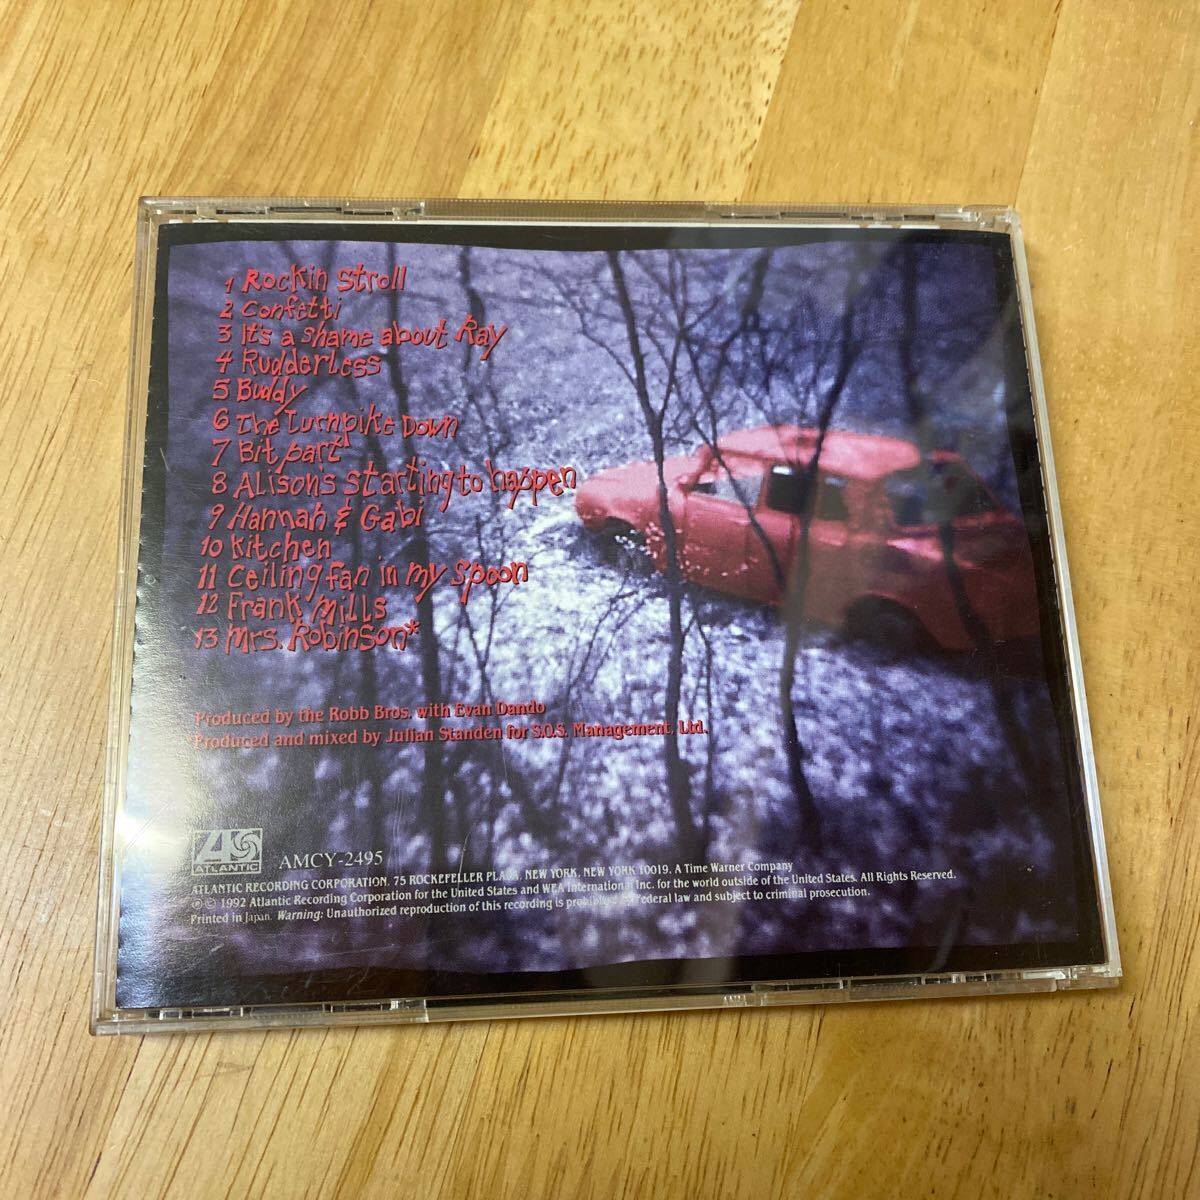 1 Rockin Stroll
2 Confetti
3 It's a shame about Ray
4 Rudderless
5 Buddy
6 The Turnpike Down
7 Bit part
8 Alison's starting to happen
9 Hannah & Gabi
10 Kitchen
11 Ceiling fan in my spoon
12 Frank Mills
13 Mrs. Robinson*
Produced by the Robb Bros. with Evan Dando
*Produced and mixed by Julian Standen for S.O.S. Management, Ltd.
ATLANTIC
AMCY-2495
ATLANTIC RECORDING CORPORATION, 75 ROCKEFELLER PLAZA, NEW YORK, NEW YORK 10019. A Time Warner Company
℗ © 1992 Atlantic Recording Corporation for the United States and WEA International Inc. for the world outside of the United States. All Rights Reserved.
Printed in Japan. Warning: Unauthorized reproduction of this recording is prohibited by Federal law and subject to criminal prosecution.